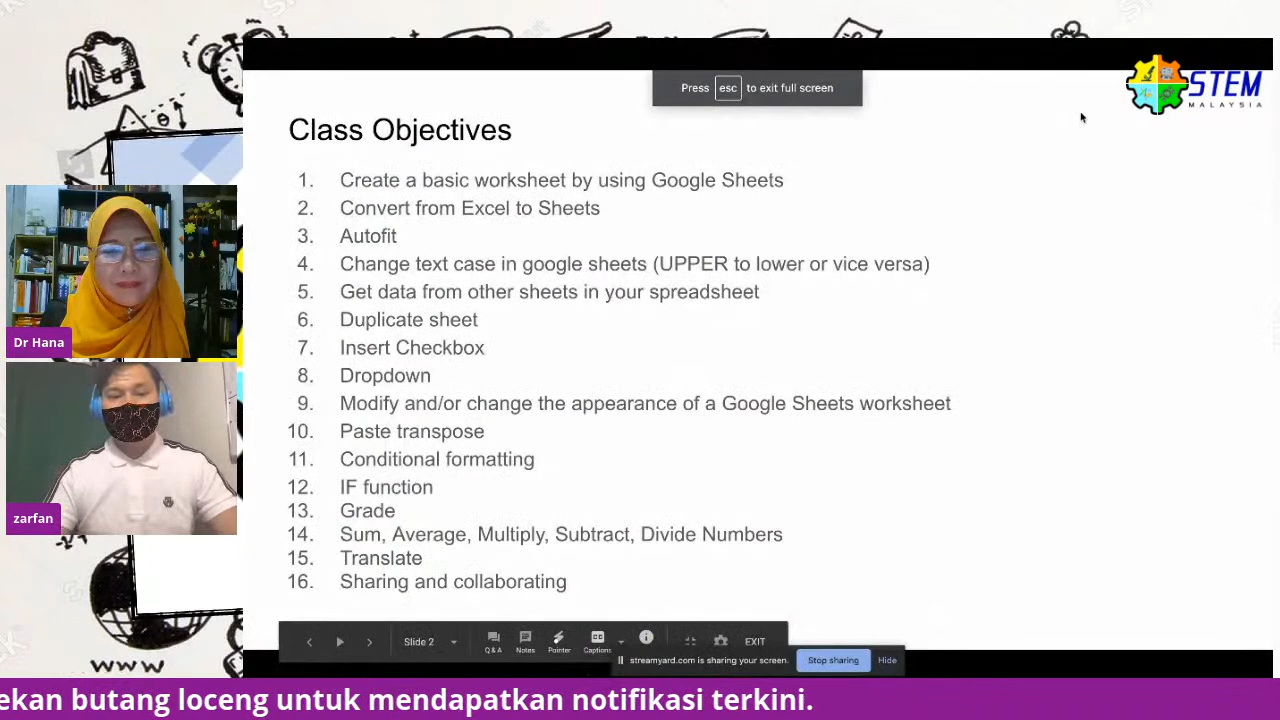 Press esc to exit full screen
STEM
MALAYSIA
Class Objectives
1. Create a basic worksheet by using Google Sheets
2. Convert from Excel to Sheets
3. Autofit
4. Change text case in google sheets (UPPER to lower or vice versa)
5. Get data from other sheets in your spreadsheet
6. Duplicate sheet
7. Insert Checkbox
8. Dropdown
9. Modify and/or change the appearance of a Google Sheets worksheet
10. Paste transpose
11. Conditional formatting
12. IF function
13. Grade
14. Sum, Average, Multiply, Subtract, Divide Numbers
15. Translate
16. Sharing and collaborating
Dr Hana
zarfan
Slide 2
Q & A
Notes
Pointer
Captions
EXIT
streamyard.com is sharing your screen.
Stop sharing
Hide
www
ekan butang loceng untuk mendapatkan notifikasi terkini.